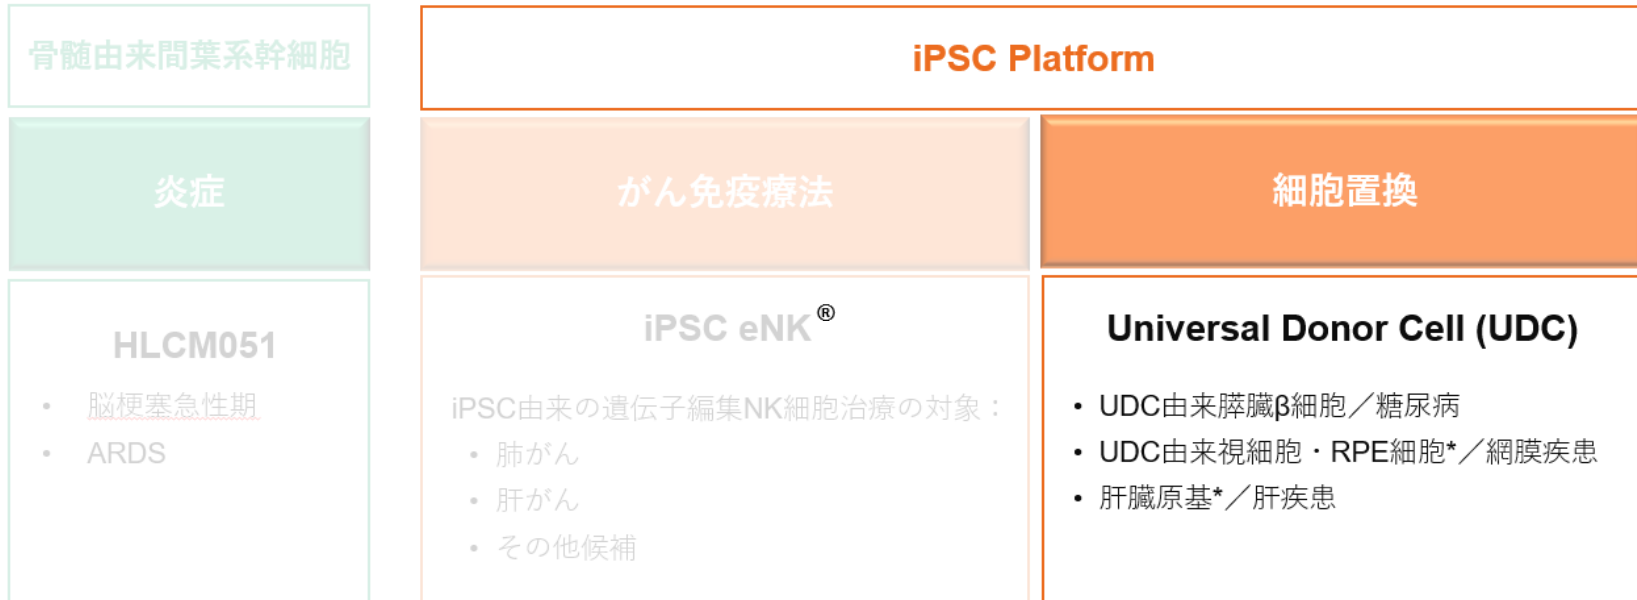 骨髄由来間葉系幹細胞
iPSC Platform
炎症
がん免疫療法
細胞置換
HLCM051
• 脳梗塞急性期
• ARDS
iPSC eNK®
iPSC由来の遺伝子編集NK細胞治療の対象：
• 肺がん
• 肝がん
• その他候補
Universal Donor Cell (UDC)
• UDC由来膵臓β細胞／糖尿病
• UDC由来視細胞・RPE細胞*／網膜疾患
• 肝臓原基*／肝疾患